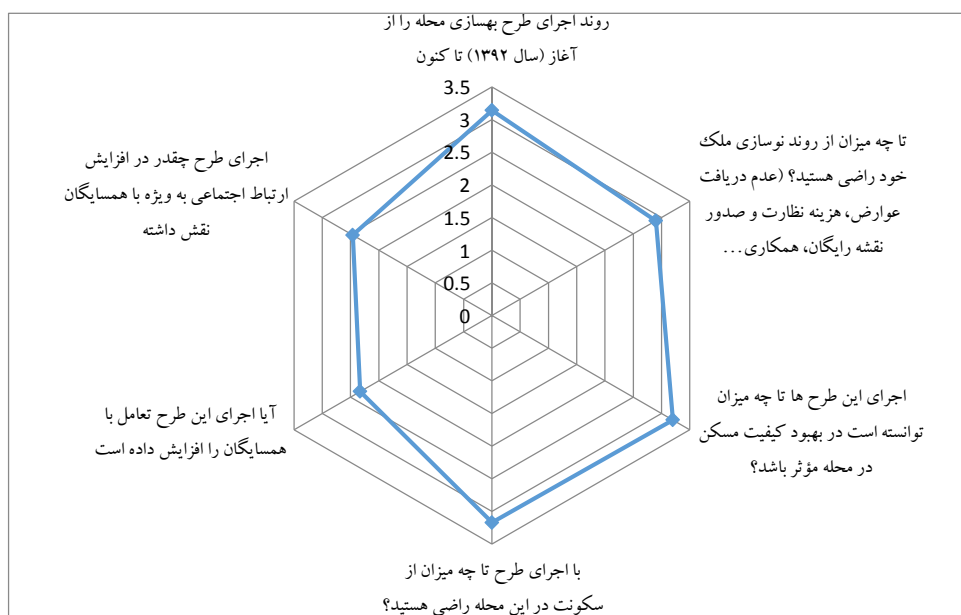 روند اجرای طرح بهسازی محله را از
آغاز (سال ۱۳۹۲) تا کنون
3.5
3
2.5
2
1.5
1
0.5
0
تا چه میزان از روند نوسازی ملک
خود راضی هستید؟ (عدم دریافت
عوارض، هزینه نظارت و صدور
نقشه رایگان، همکاری...
اجرای این طرح ها تا چه میزان
توانسته است در بهبود کیفیت مسکن
در محله مؤثر باشد؟
با اجرای طرح تا چه میزان از
سکونت در این محله راضی هستید؟
آیا اجرای این طرح تعامل با
همسایگان را افزایش داده است
اجرای طرح چقدر در افزایش
ارتباط اجتماعی به ویژه با همسایگان
نقش داشته